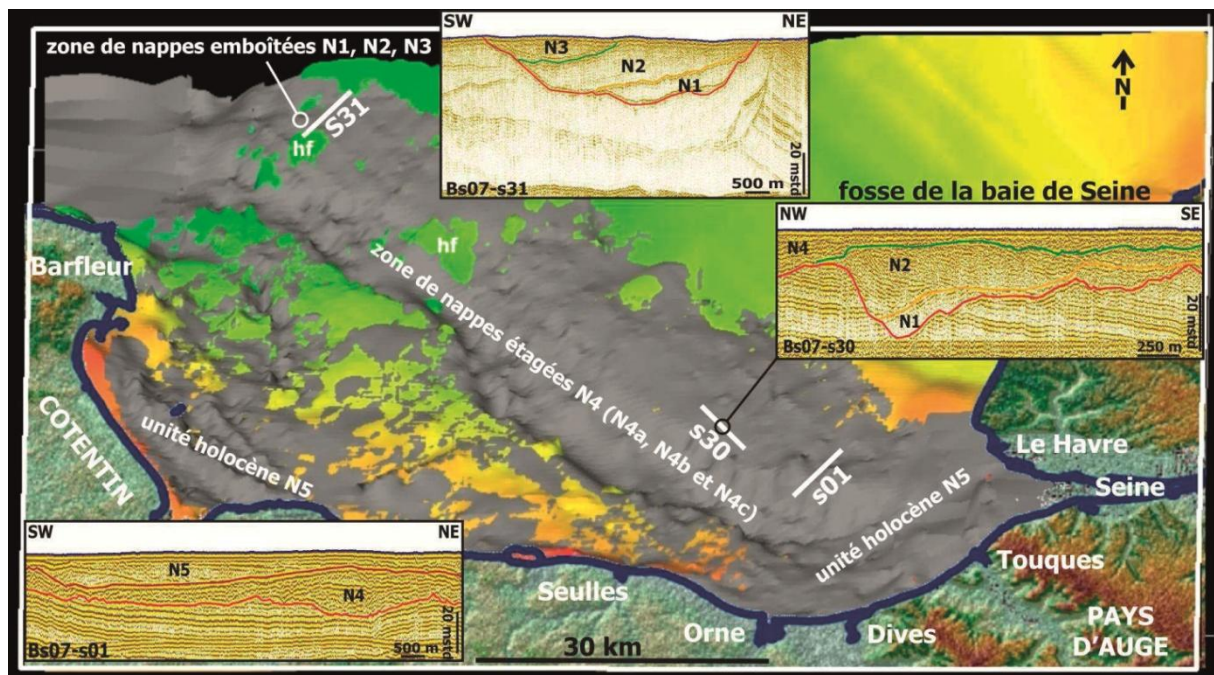 SW NE
zone de nappes emboîtées N1, N2, N3
N3
N2
N1
N
S31
hf
20 mstd
Bs07-s31
500 m
fosse de la baie de Seine
NW SE
N4
N2
N1
20 mstd
Bs07-s30
250 m
hf
Barfleur
zone de nappes étagées N4 (N4a, N4b et N4c)
COTENTIN
unité holocène N5
s30
s01
unité holocène N5
Le Havre
Seine
Touques
SW NE
N5
N4
20 mstd
Bs07-s01
500 m
Seulles
Orne
Dives
PAYS
D'AUGE
30 km